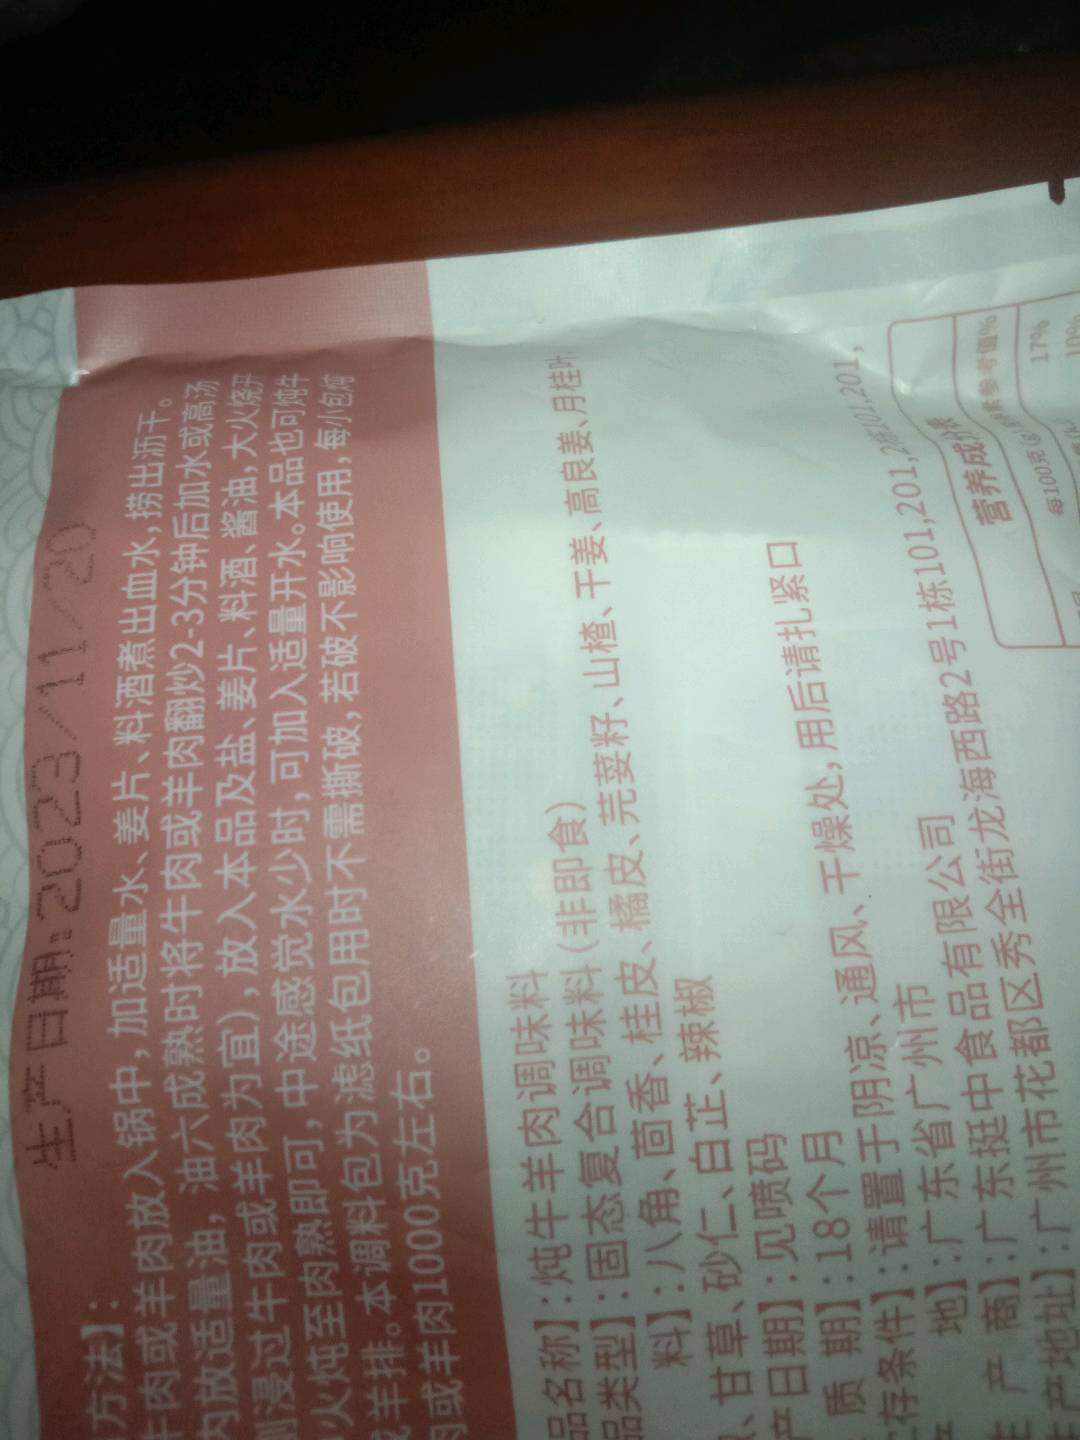 生产日期:2023/11/20
方法】:
牛肉或羊肉放入锅中,加适量水、姜片、料酒煮出血水,捞出沥干。
内放适量油，油六成熟时将牛肉或羊肉翻炒2-3分钟后加水或高汤
刚浸过牛肉或羊肉为宜),放入本品及盐、姜片、料酒、酱油,大火烧开
火炖至肉熟即可,中途感觉水少时,可加入适量开水。本品也可炖牛
或羊排。本调料包为滤纸包用时不需撕破,若破不影响使用,每小包炖
肉或羊肉1000克左右。
品名称】:炖牛羊肉调味料
品类型】:固态复合调味料(非即食)
料】:八角、茴香、桂皮、橘皮、芫荽籽、山楂、干姜、高良姜、月桂叶
、甘草、砂仁、白芷、辣椒
产日期】:见喷码
质 期】:18个月
存条件】:请置于阴凉、通风、干燥处,用后请扎紧口
产 地】:广东省广州市
产 商】:广东挺中食品有限公司
产地址】:广州市花都区秀全街龙海西路2号1栋101,201,2栋101,201,
营养成分表
每100克(g)
素参考值%
17%
10%